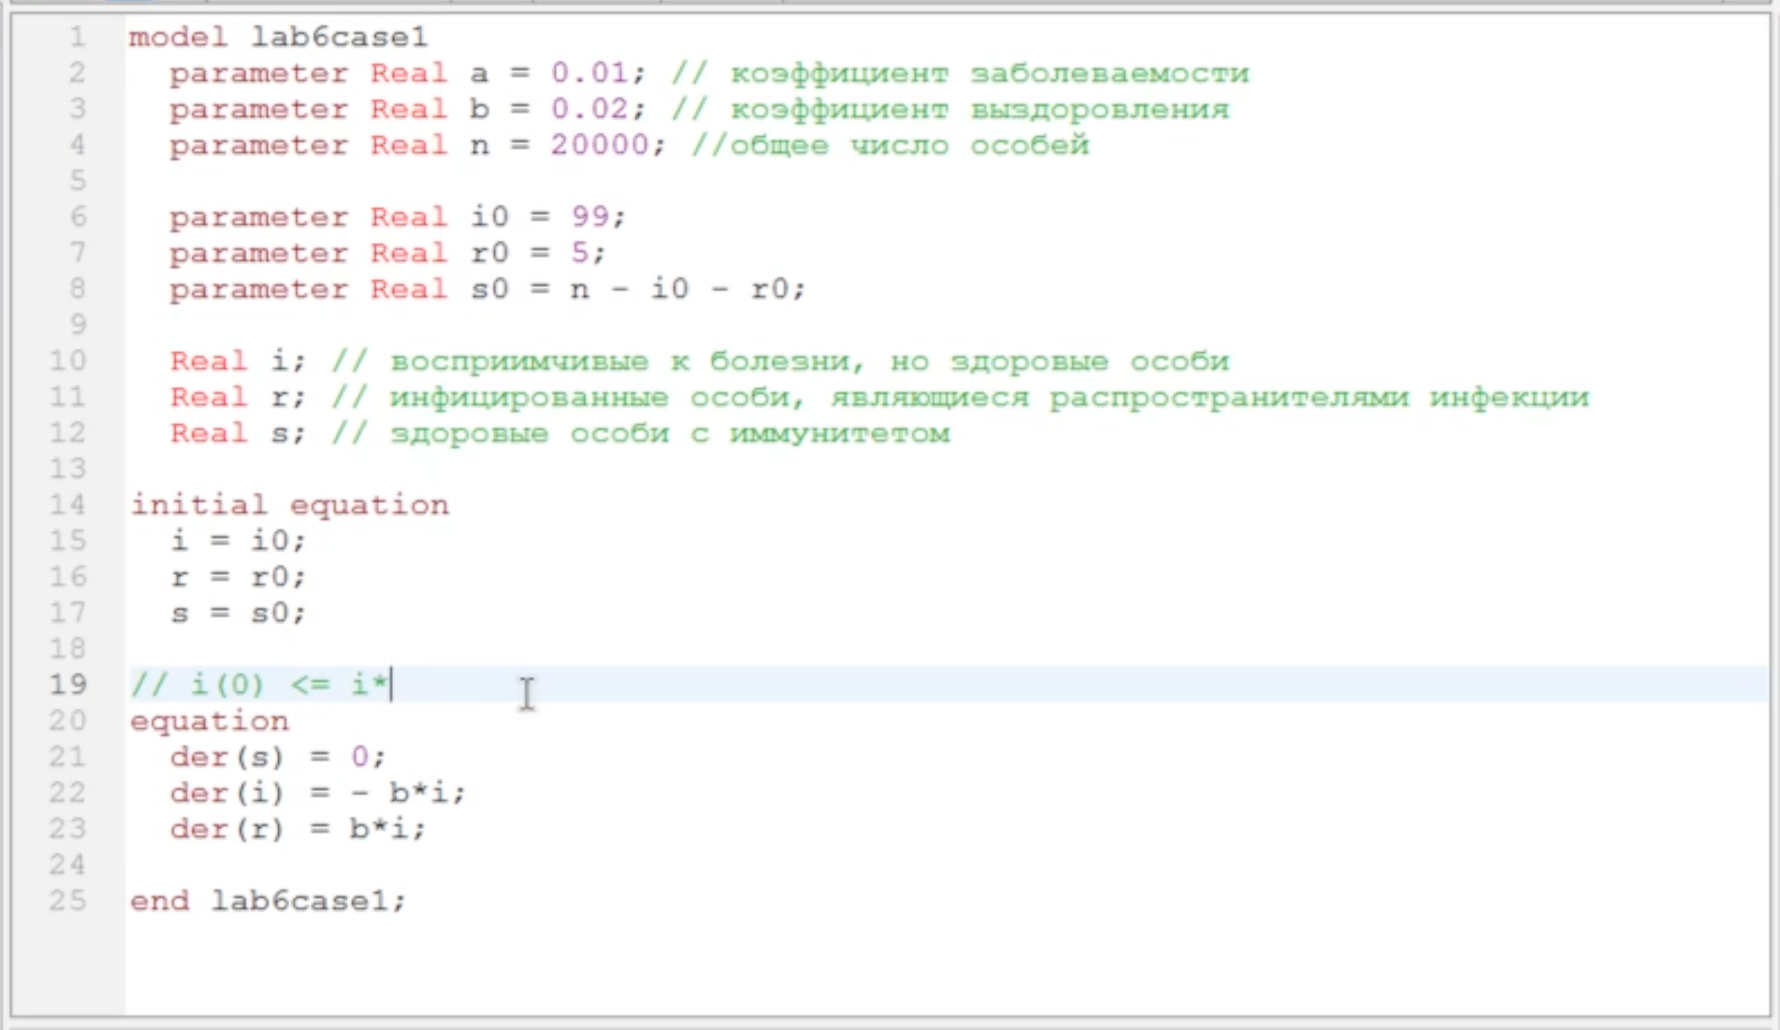 1 model lab6case1
2 parameter Real a = 0.01; // коэффициент заболеваемости
3 parameter Real b = 0.02; // коэффициент выздоровления
4 parameter Real n = 20000; //общее число особей
5
6 parameter Real i0 = 99;
7 parameter Real r0 = 5;
8 parameter Real s0 = n - i0 - r0;
9
10 Real i; // восприимчивые к болезни, но здоровые особи
11 Real r; // инфицированные особи, являющиеся распространителями инфекции
12 Real s; // здоровые особи с иммунитетом
13
14 initial equation
15 i = i0;
16 r = r0;
17 s = s0;
18
19 // i(0) <= i*
20 equation
21 der(s) = 0;
22 der(i) = - b*i;
23 der(r) = b*i;
24
25 end lab6case1;